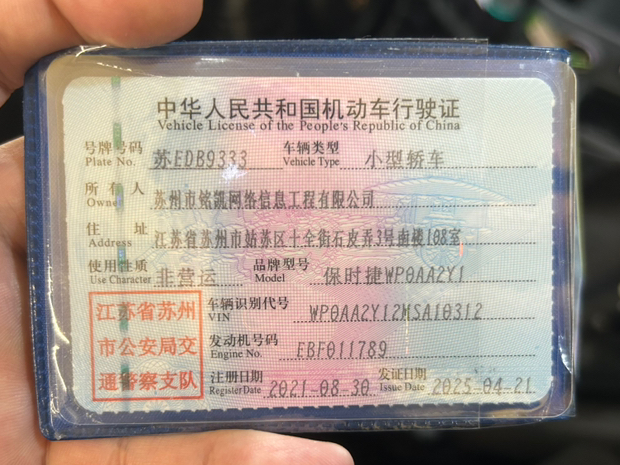 中华人民共和国机动车行驶证
Vehicle License of the People's Republic of China
号牌号码 苏EDB9333 车辆类型 小型轿车
Plate No. Vehicle Type
所有人 苏州市铭凯网络信息工程有限公司
Owner
住址 江苏省苏州市姑苏区十全街石皮弄3号南楼108室
Address
使用性质 非营运 品牌型号 保时捷WP0AA2Y1
Use Character Model
江苏省苏州
市公安局交
通警察支队
车辆识别代号 WP0AA2Y12MSA10312
VIN
发动机号码 EBF011789
Engine No.
注册日期 2021-08-30 发证日期 2025-04-21
Register Date Issue Date